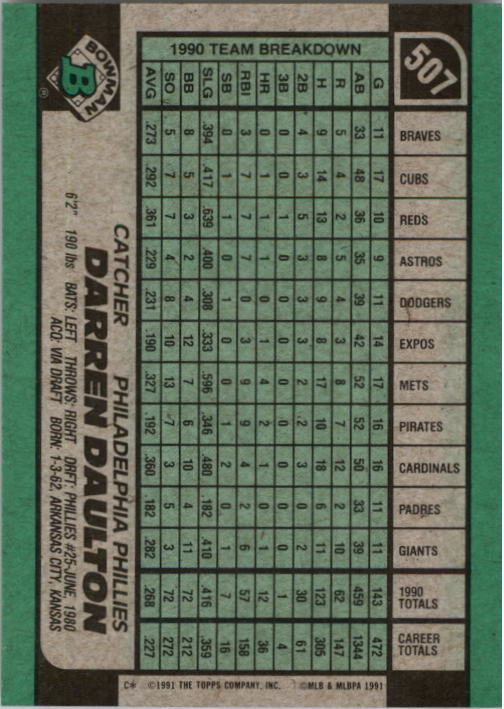 507
1990 TEAM BREAKDOWN
G AB R H 2B 3B HR RBI SB SLG BB SO AVG
BRAVES 11 33 5 9 4 0 0 3 0 .394 8 5 .273
CUBS 17 48 4 14 3 0 1 7 1 .417 5 7 .292
REDS 10 36 2 13 5 1 1 7 1 .639 3 7 .361
ASTROS 9 35 5 8 3 0 1 7 0 .400 2 4 .229
DODGERS 11 39 4 9 3 0 0 0 1 .308 4 8 .231
EXPOS 14 42 3 8 3 0 1 3 0 .333 12 10 .190
METS 17 52 8 17 2 0 4 9 0 .596 7 13 .327
PIRATES 16 52 7 10 2 0 2 9 1 .346 6 7 .192
CARDINALS 16 50 12 18 3 0 1 4 2 .480 10 3 .360
PADRES 11 33 2 6 0 0 0 2 0 .182 4 5 .182
GIANTS 11 39 10 11 2 0 1 6 1 .410 11 3 .282
1990 TOTALS 143 459 62 123 30 1 12 57 7 .416 72 72 .268
CAREER TOTALS 472 1344 147 305 61 4 36 158 16 .359 212 272 .227
BOWMAN
B
®
CATCHER PHILADELPHIA PHILLIES
DARREN DAULTON
6'2" 190 lbs BATS: LEFT THROWS: RIGHT DRFT: PHILLIES #25-JUNE, 1980
ACQ: VIA DRAFT BORN: 1-3-62, ARKANSAS CITY, KANSAS
C* ©1991 THE TOPPS COMPANY, INC. ©MLB & MLBPA 1991